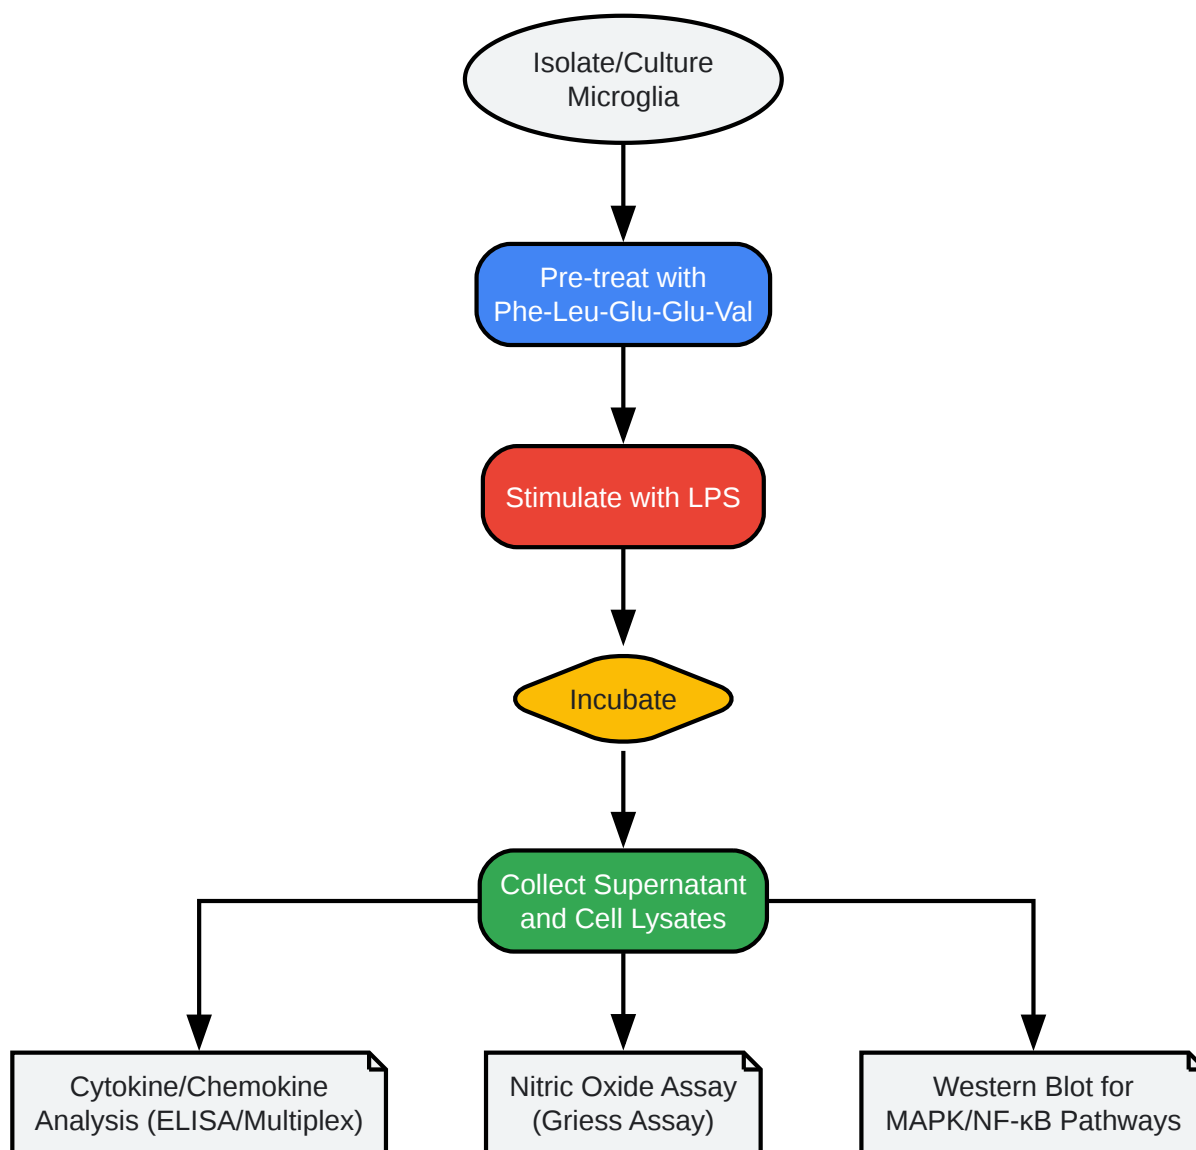 Isolate/Culture
Microglia
Pre-treat with
Phe-Leu-Glu-Glu-Val
Stimulate with LPS
Incubate
Collect Supernatant
and Cell Lysates
Cytokine/Chemokine
Analysis (ELISA/Multiplex)
Nitric Oxide Assay
(Griess Assay)
Western Blot for
MAPK/NF-κB Pathways